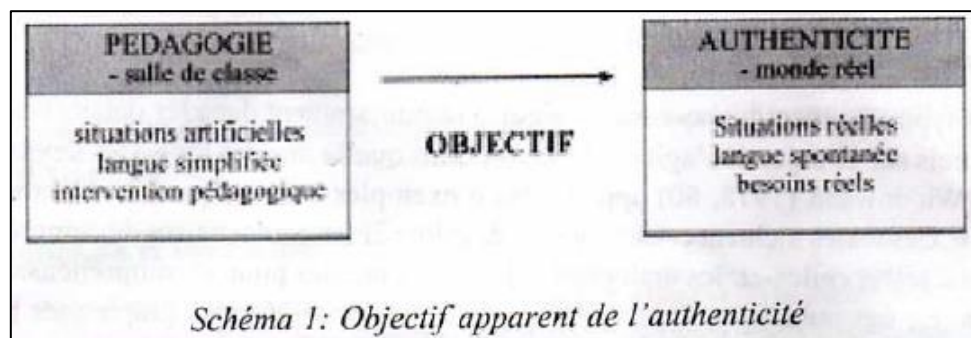 PEDAGOGIE
- salle de classe
situations artificielles
langue simplifiée
intervention pédagogique
OBJECTIF
AUTHENTICITE
- monde réel
Situations réelles
langue spontanée
besoins réels
Schéma 1: Objectif apparent de l'authenticité